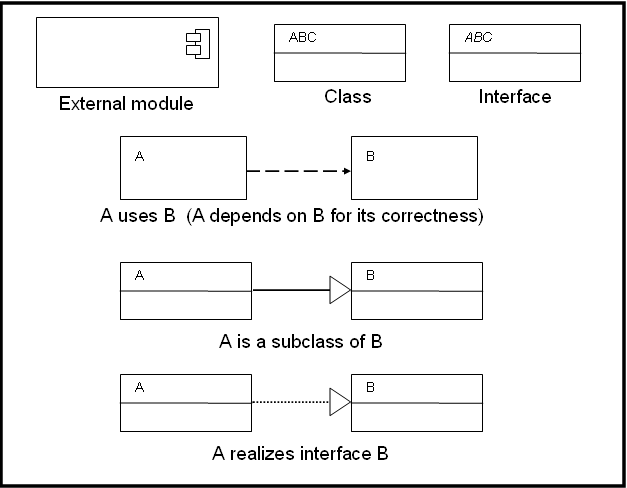 ABC
ABC
External module
Class
Interface
A
B
A uses B (A depends on B for its correctness)
A
B
A is a subclass of B
A
B
A realizes interface B